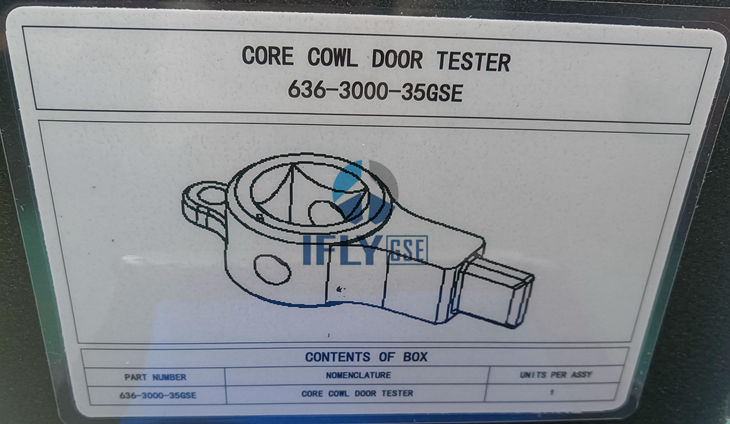 CORE COWL DOOR TESTER
636-3000-35GSE
IFLY GSE
CONTENTS OF BOX
PART NUMBER NOMENCLATURE UNITS PER ASSY
636-3000-35GSE CORE COWL DOOR TESTER 1